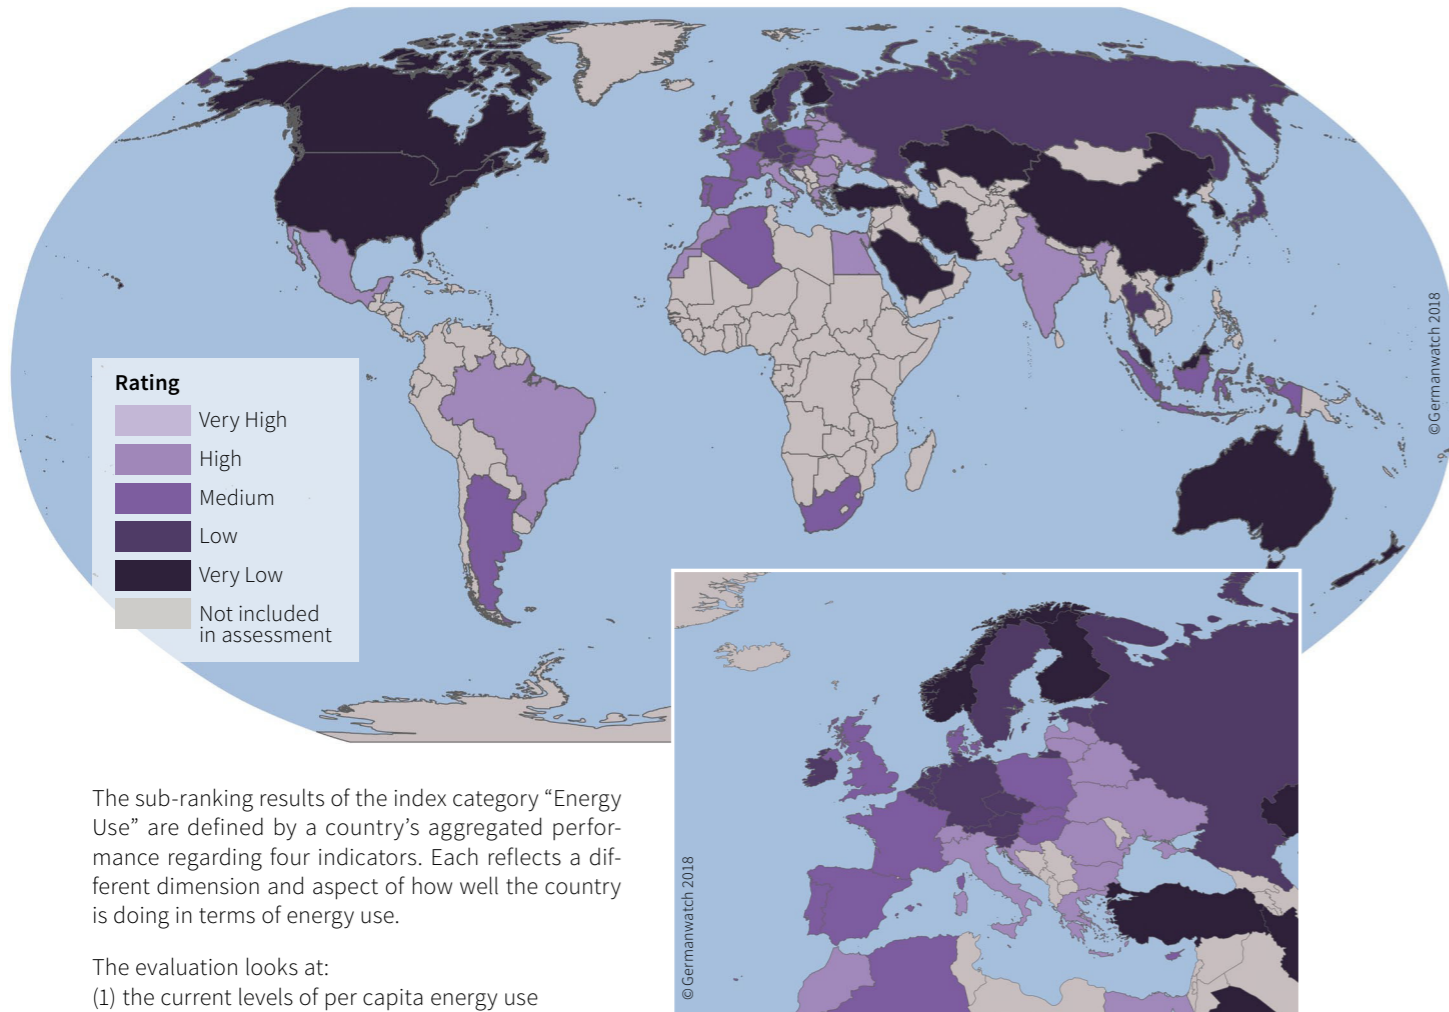 Rating
Very High
High
Medium
Low
Very Low
Not included
in assessment
©Germanwatch 2018
©Germanwatch 2018
The sub-ranking results of the index category “Energy
Use” are defined by a country’s aggregated perfor-
mance regarding four indicators. Each reflects a dif-
ferent dimension and aspect of how well the country
is doing in terms of energy use.
The evaluation looks at:
(1) the current levels of per capita energy use